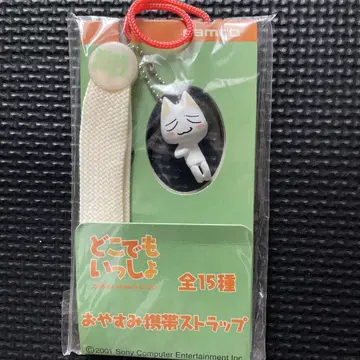 namco
どこでも
いっしょ
全15種
おやすみ携帯ストラップ
©2001 Sony Computer Entertainment Inc